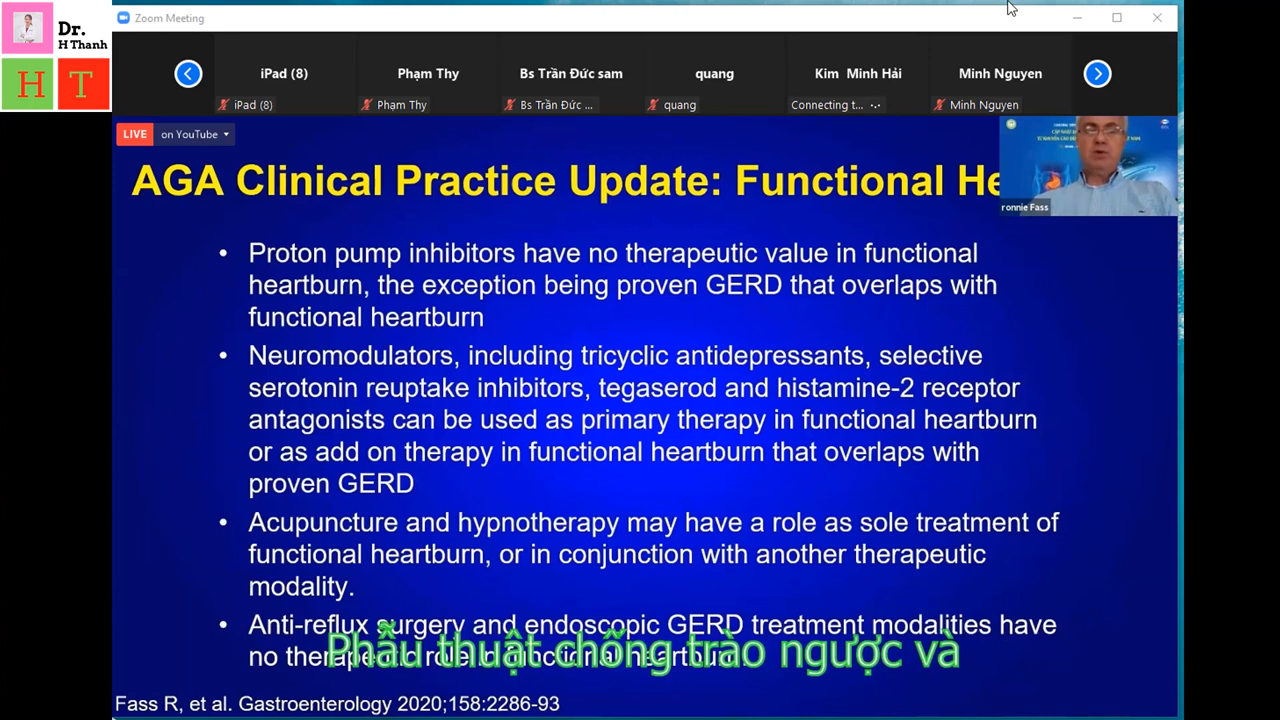 Dr.
H Thanh
H T
Zoom Meeting
iPad (8)
Phạm Thy
Bs Trần Đức sam
quang
Kim Minh Hải
Minh Nguyen
iPad (8)
Phạm Thy
Bs Trần Đức ...
quang
Connecting t...
Minh Nguyen
LIVE on YouTube
ronnie Fass
AGA Clinical Practice Update: Functional He
• Proton pump inhibitors have no therapeutic value in functional
heartburn, the exception being proven GERD that overlaps with
functional heartburn
• Neuromodulators, including tricyclic antidepressants, selective
serotonin reuptake inhibitors, tegaserod and histamine-2 receptor
antagonists can be used as primary therapy in functional heartburn
or as add on therapy in functional heartburn that overlaps with
proven GERD
• Acupuncture and hypnotherapy may have a role as sole treatment of
functional heartburn, or in conjunction with another therapeutic
modality.
• Anti-reflux surgery and endoscopic GERD treatment modalities have
no therapeutic role in functional heartburn.
Phẫu thuật chống trào ngược và
Fass R, et al. Gastroenterology 2020;158:2286-93